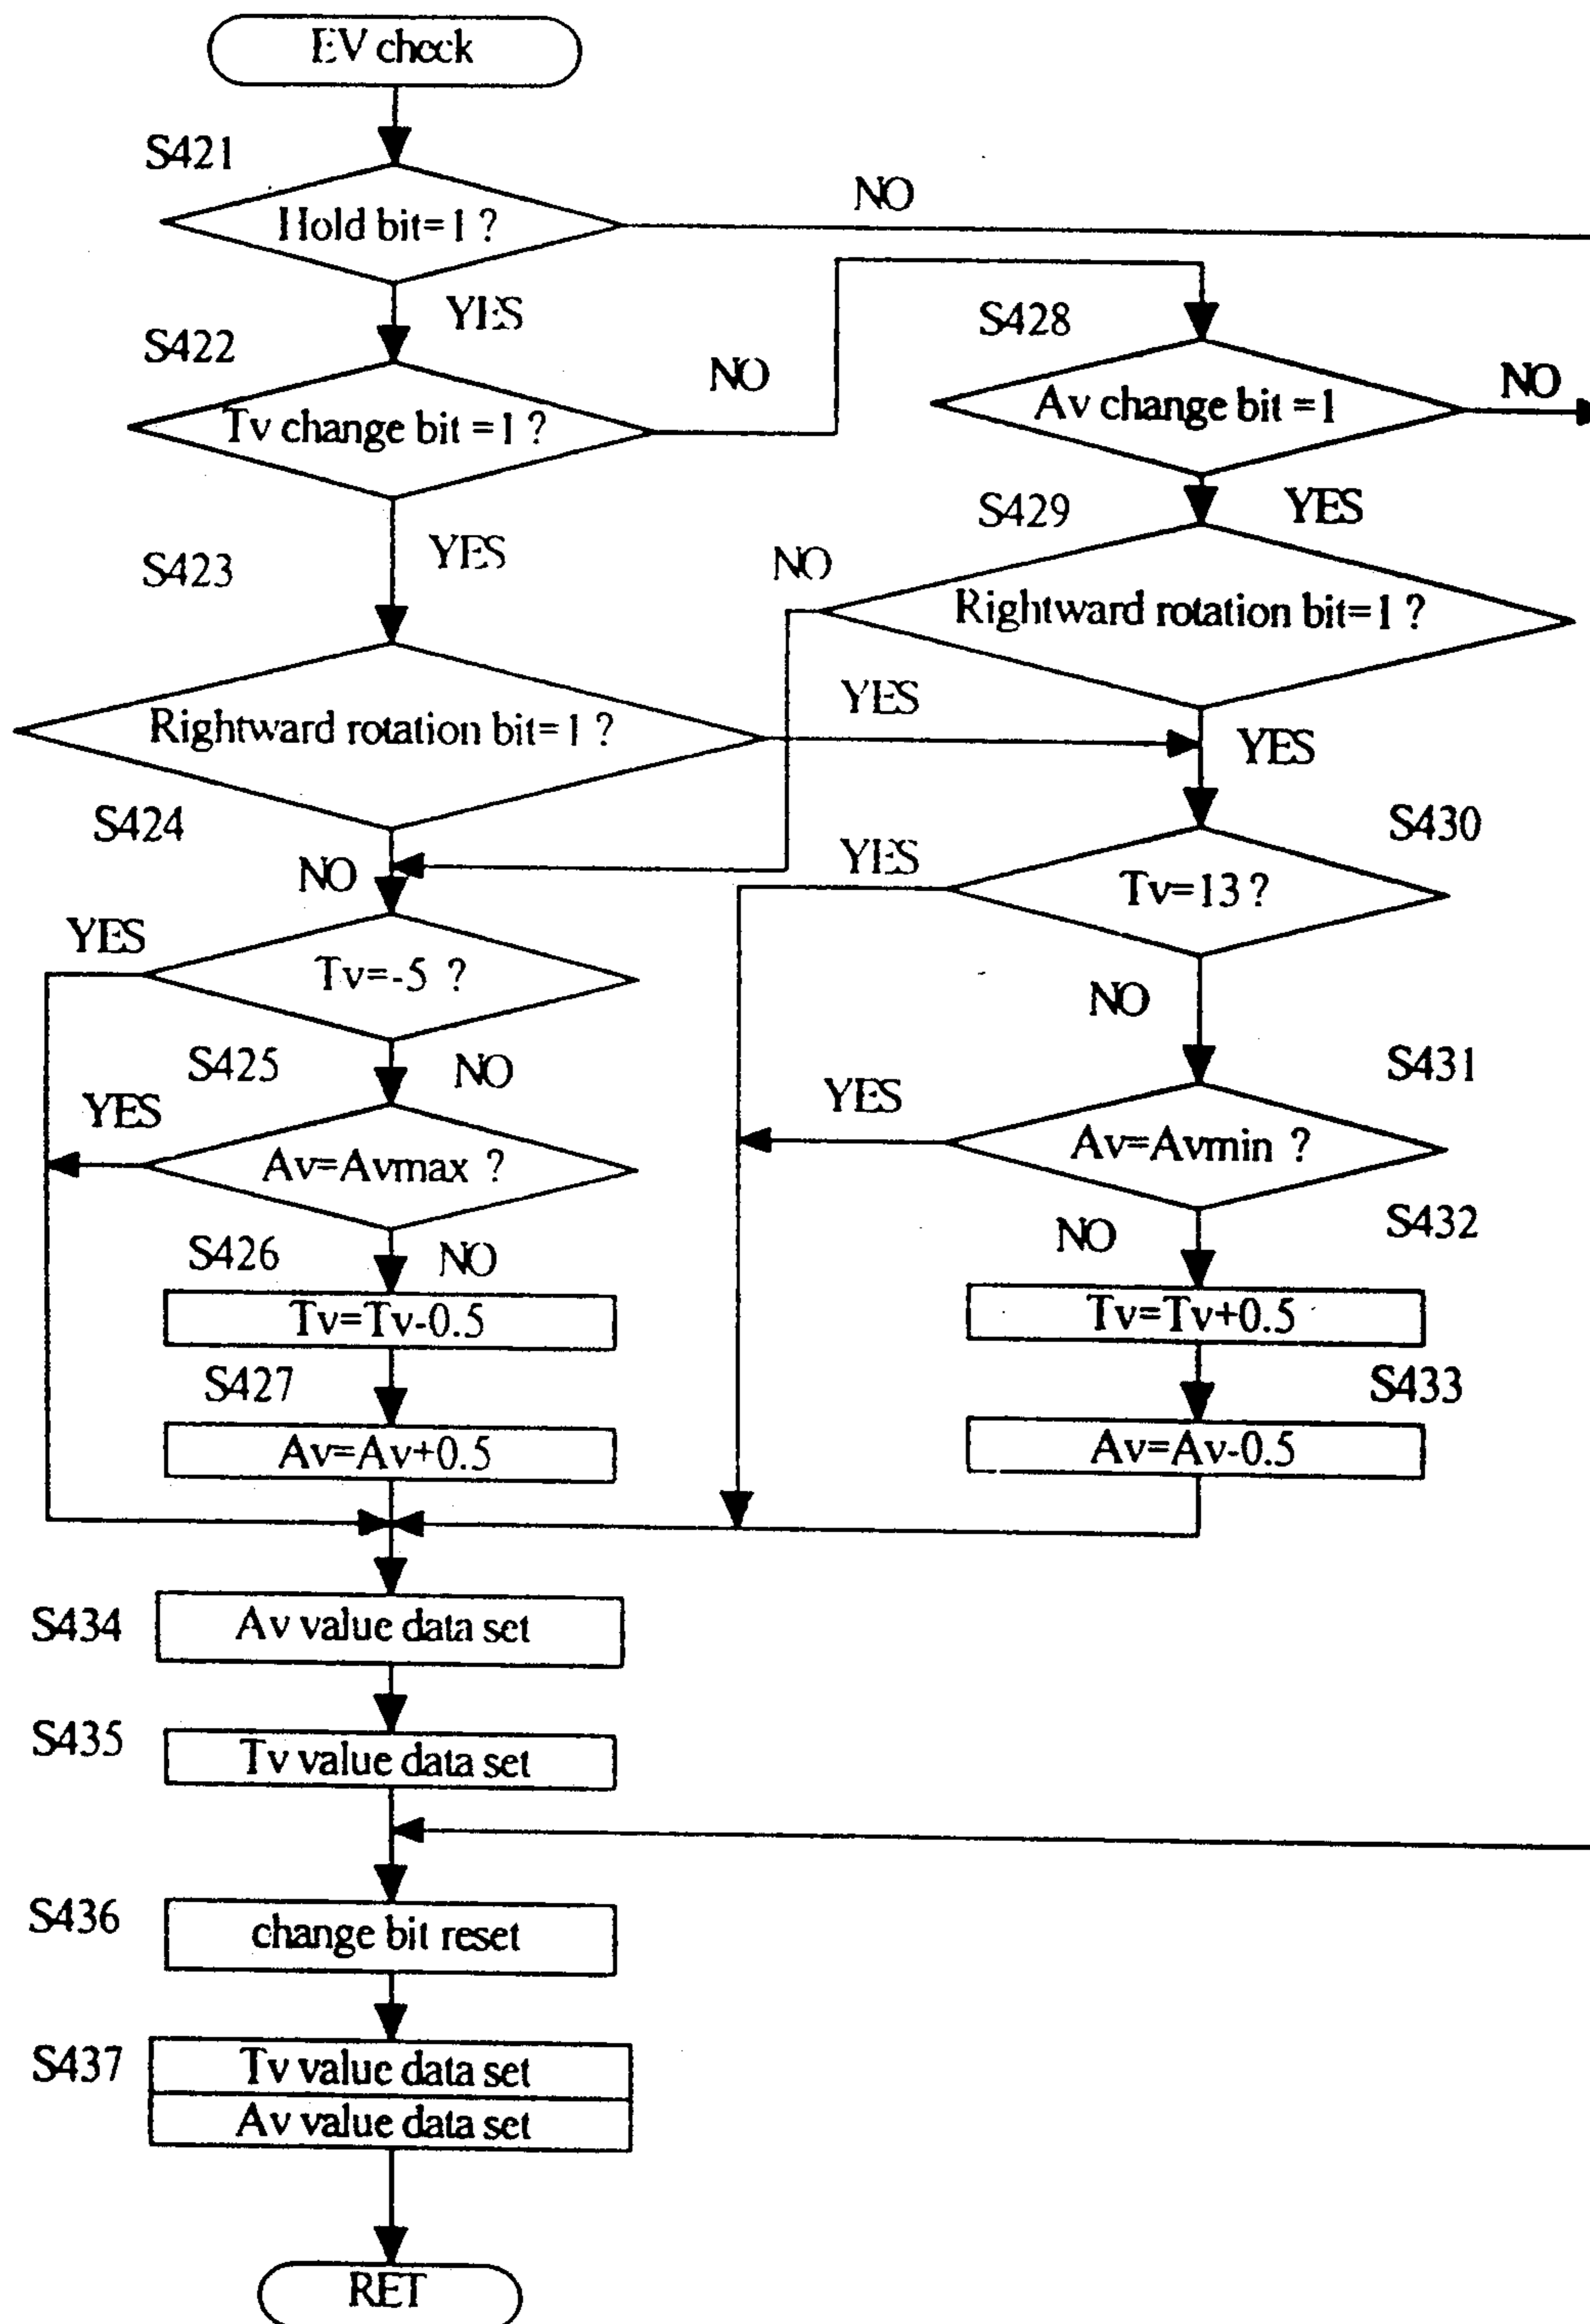 EV check
S421
Hold bit=1 ?
NO
YES
S422
Tv change bit =1 ?
NO
S428
Av change bit =1
NO
YES
S423
YES
S429
Rightward rotation bit=1 ?
NO
Rightward rotation bit=1 ?
YES
YES
S424
NO
S430
Tv=13 ?
YES
NO
Tv=-5 ?
YES
NO
S425
Av=Avmax ?
YES
NO
S431
Av=Avmin ?
YES
NO
S426
Tv=Tv-0.5
S432
Tv=Tv+0.5
S427
Av=Av+0.5
S433
Av=Av-0.5
S434
Av value data set
S435
Tv value data set
S436
change bit reset
S437
Tv value data set
Av value data set
RET